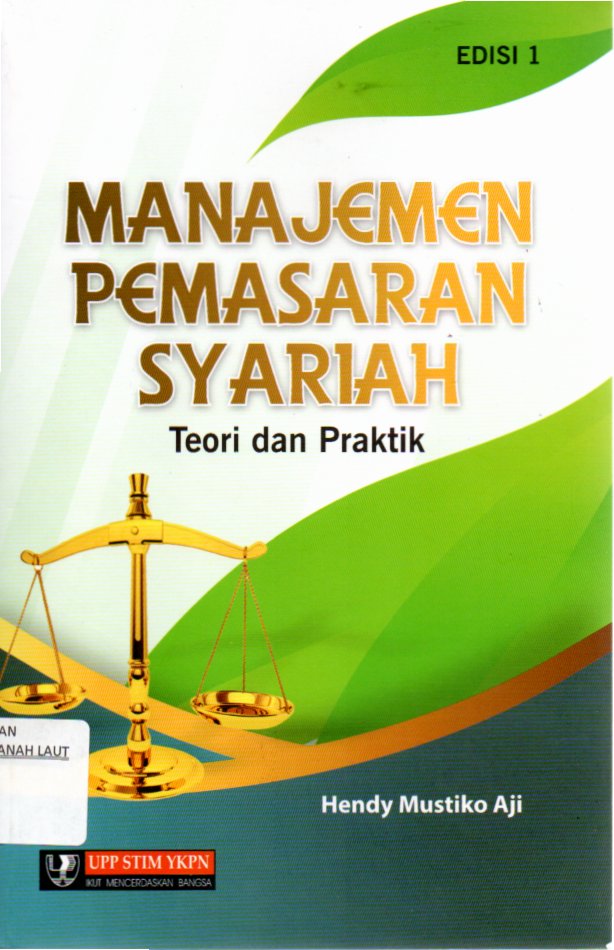 EDISI 1
MANAJEMEN
PEMASARAN
SYARIAH
Teori dan Praktik
AN
ANAH LAUT
Hendy Mustiko Aji
UPP STIM YKPN
IKUT MENCERDASKAN BANGSA